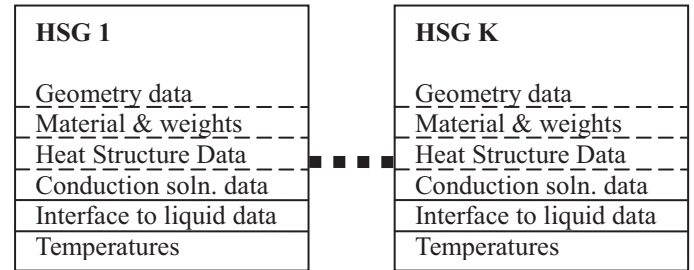 HSG 1
Geometry data
Material & weights
Heat Structure Data
Conduction soln. data
Interface to liquid data
Temperatures
HSG K
Geometry data
Material & weights
Heat Structure Data
Conduction soln. data
Interface to liquid data
Temperatures